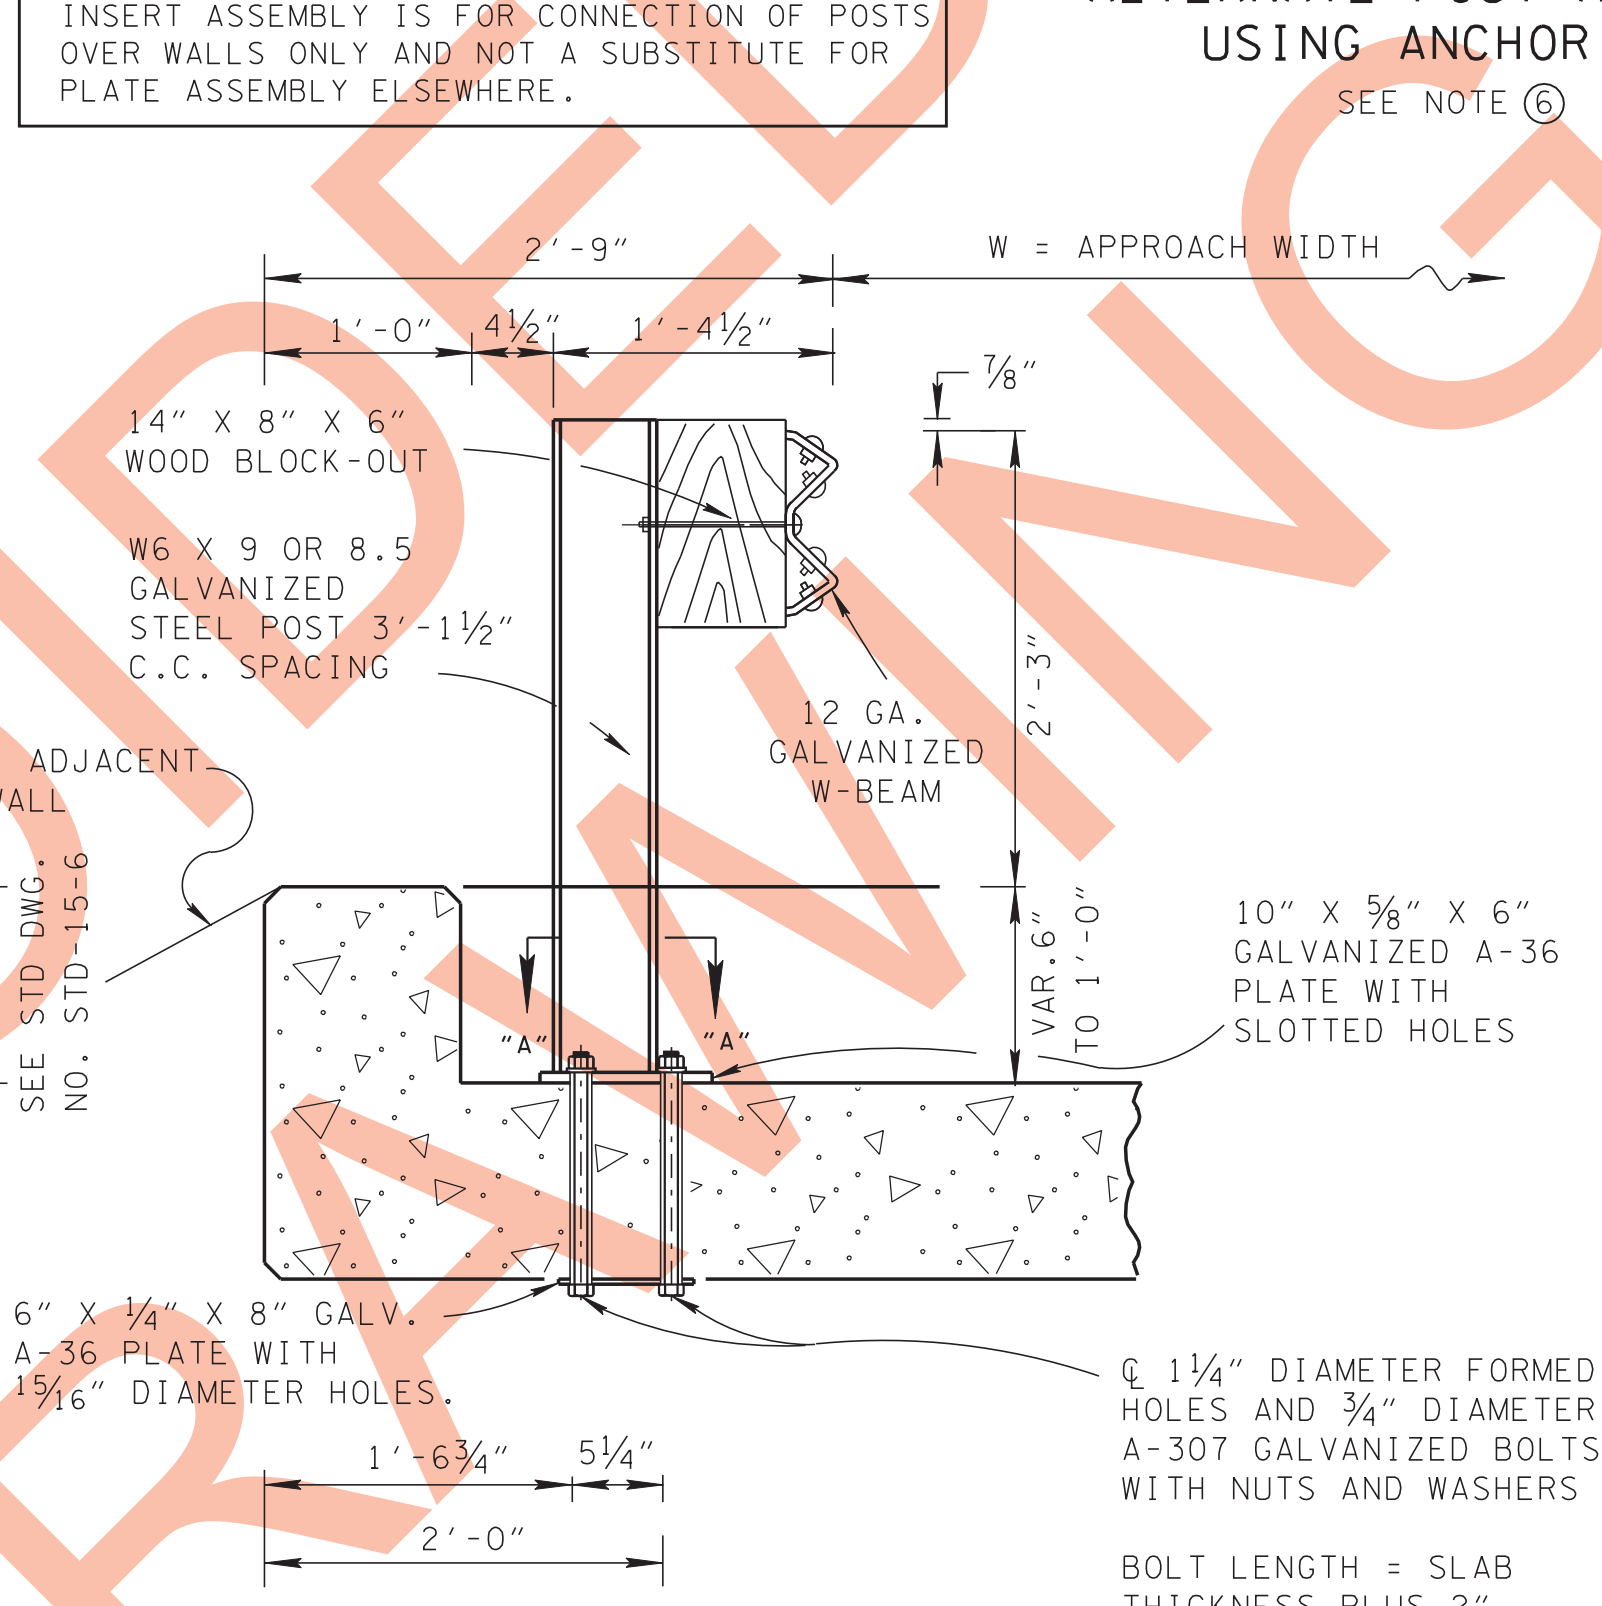 INSERT ASSEMBLY IS FOR CONNECTION OF POSTS
OVER WALLS ONLY AND NOT A SUBSTITUTE FOR
PLATE ASSEMBLY ELSEWHERE.
USING ANCHOR
SEE NOTE 6
2'-9"
W = APPROACH WIDTH
1'-0"
4½"
1'-4½"
⅞"
14" X 8" X 6"
WOOD BLOCK-OUT
W6 X 9 OR 8.5
GALVANIZED
STEEL POST 3'-1½"
C.C. SPACING
2'-3"
12 GA.
GALVANIZED
W-BEAM
ADJACENT
WALL
SEE STD DWG.
NO. STD-15-6
VAR.6"
TO 1'-0"
10" X ⅝" X 6"
GALVANIZED A-36
PLATE WITH
SLOTTED HOLES
"A"
"A"
6" X ¼" X 8" GALV.
A-36 PLATE WITH
15/16" DIAMETER HOLES.
℄ 1¼" DIAMETER FORMED
HOLES AND ¾" DIAMETER
A-307 GALVANIZED BOLTS
WITH NUTS AND WASHERS
1'-6¾"
5¼"
2'-0"
BOLT LENGTH = SLAB
THICKNESS PLUS 2"
DRAWING